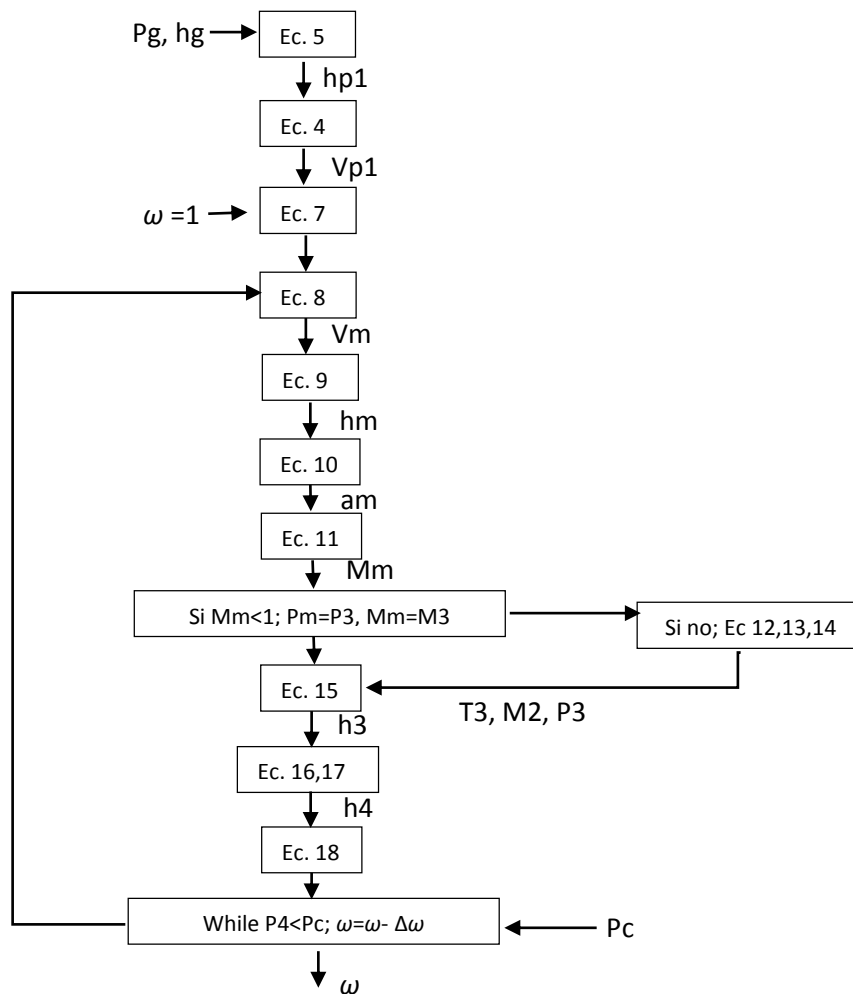 Pg, hg
Ec. 5
hp1
Ec. 4
Vp1
ω =1
Ec. 7
Ec. 8
Vm
Ec. 9
hm
Ec. 10
am
Ec. 11
Mm
Si Mm<1; Pm=P3, Mm=M3
Si no; Ec 12,13,14
Ec. 15
T3, M2, P3
h3
Ec. 16,17
h4
Ec. 18
While P4<Pc; ω=ω- Δω
Pc
ω